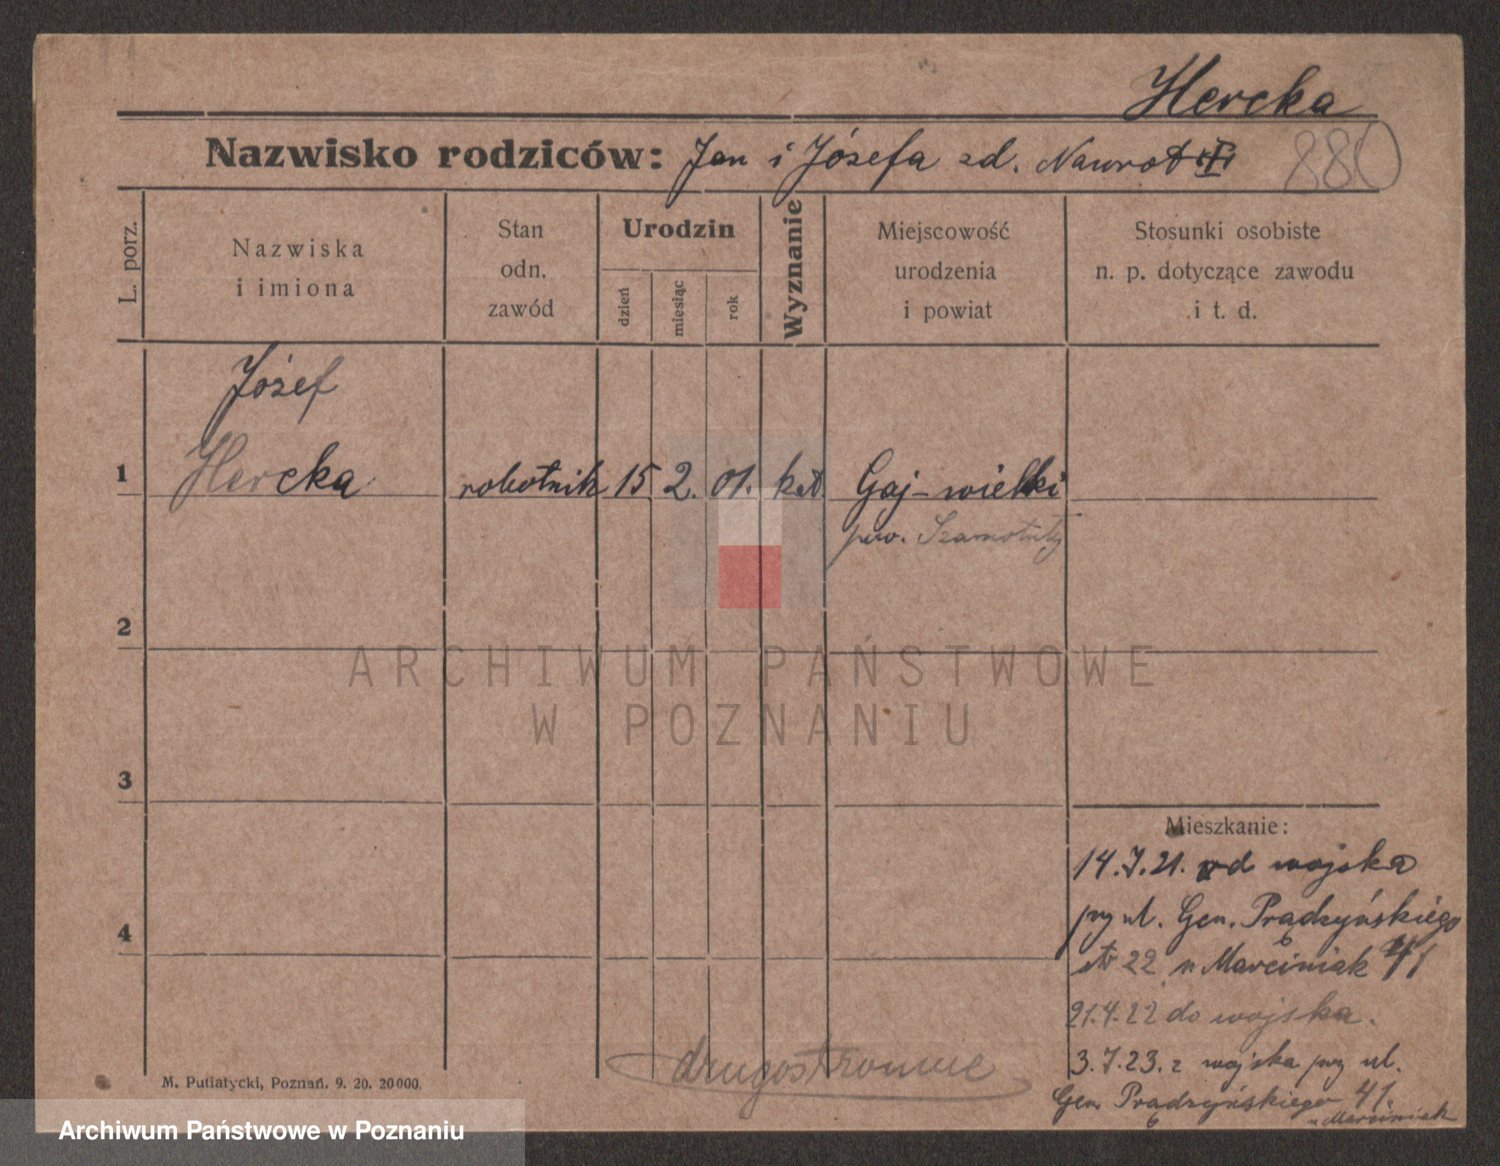 Hercka
Nazwisko rodziców: Jan i Józefa zd. Nawrot
880
L. porz.
Nazwiska
i imiona
Stan
odn.
zawód
Urodzin
dzień
miesiąc
rok
Wyznanie
Miejscowość
urodzenia
i powiat
Stosunki osobiste
n. p. dotyczące zawodu
i t. d.
Józef
1 Hercka robotnik 15 2. 01. kat Gaj-wielki
pow. Szamotuły
2
ARCHIWUM PAŃSTWOWE
W POZNANIU
3
Mieszkanie:
14.7.21. od wojska
przy ul. Gen. Prądzyńskiego
22 Marciniak 41
4
21.4.22 do wojska.
3.7.23. z wojska przy ul.
Gen. Pradzyńskiego 41.
6 Marciniak
drugostronnie
M. Putiatycki, Poznań. 9. 20. 20000.
Archiwum Państwowe w Poznaniu